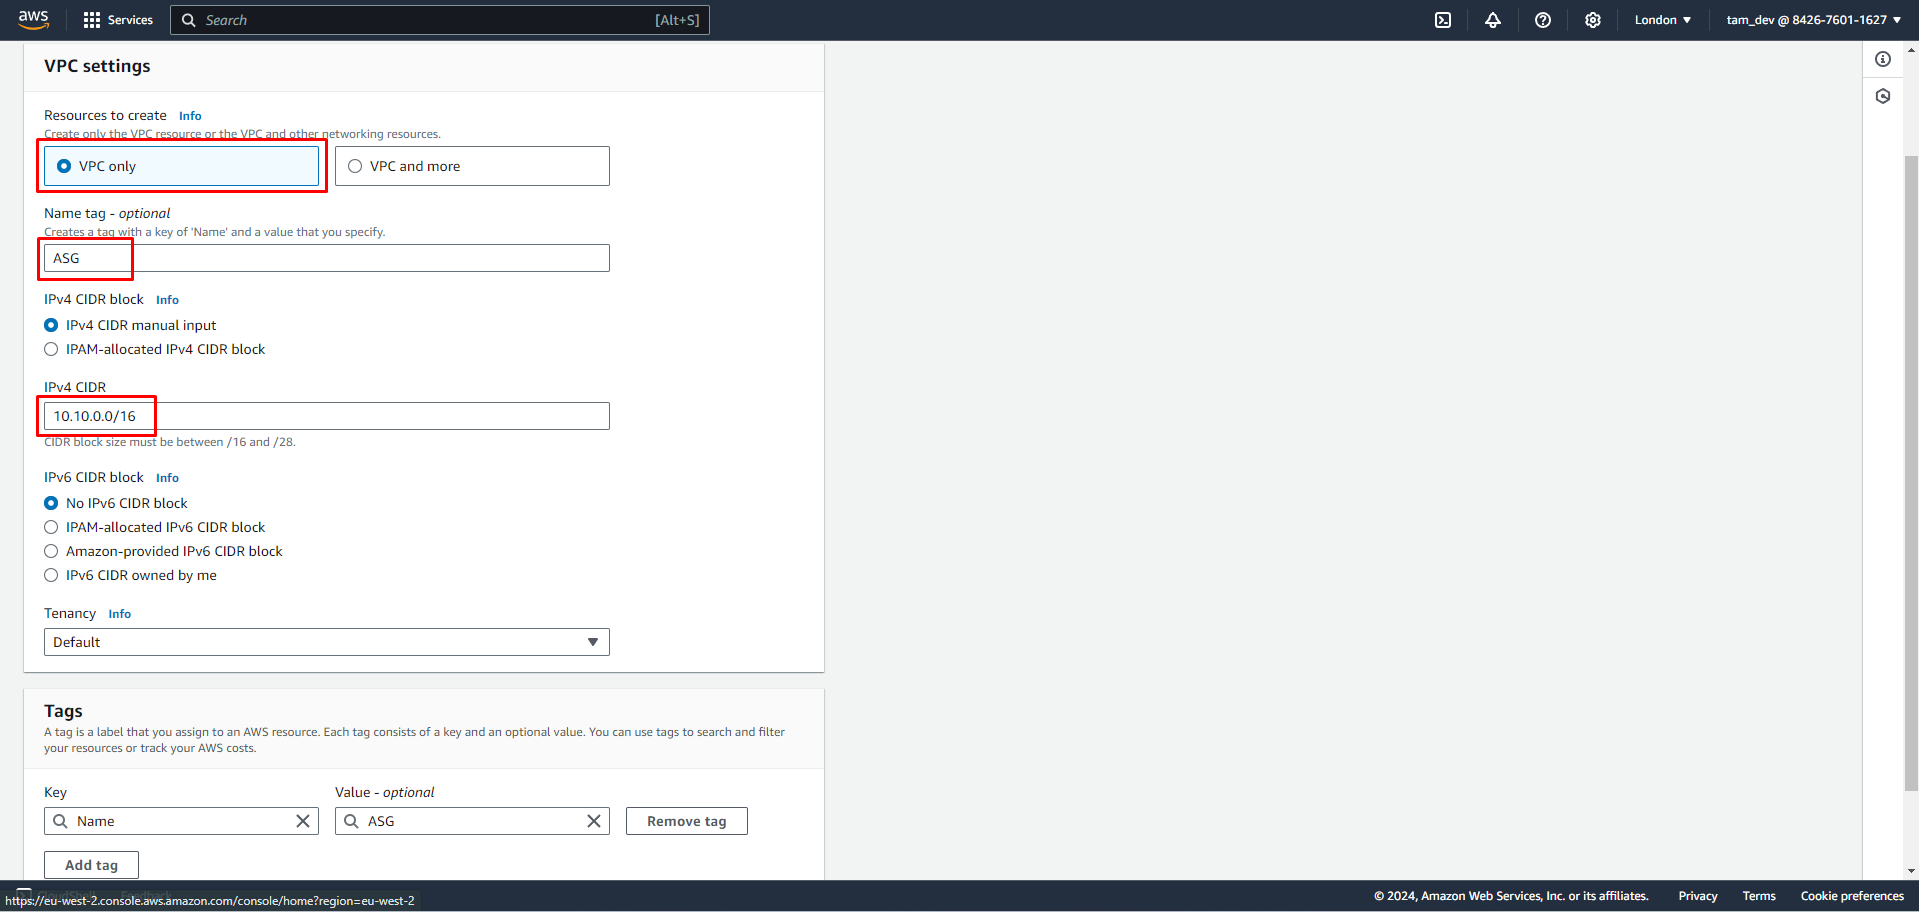 aws
Services
Search
[Alt+S]
London
tam_dev @ 8426-7601-1627
VPC settings
Resources to create Info
Create only the VPC resource or the VPC and other networking resources.
VPC only
VPC and more
Name tag - optional
Creates a tag with a key of 'Name' and a value that you specify.
ASG
IPv4 CIDR block Info
IPv4 CIDR manual input
IPAM-allocated IPv4 CIDR block
IPv4 CIDR
10.10.0.0/16
CIDR block size must be between /16 and /28.
IPv6 CIDR block Info
No IPv6 CIDR block
IPAM-allocated IPv6 CIDR block
Amazon-provided IPv6 CIDR block
IPv6 CIDR owned by me
Tenancy Info
Default
Tags
A tag is a label that you assign to an AWS resource. Each tag consists of a key and an optional value. You can use tags to search and filter
your resources or track your AWS costs.
Key
Value - optional
Name
ASG
Remove tag
Add tag
CloudShell Feedback
https://eu-west-2.console.aws.amazon.com/console/home?region=eu-west-2
© 2024, Amazon Web Services, Inc. or its affiliates.
Privacy
Terms
Cookie preferences